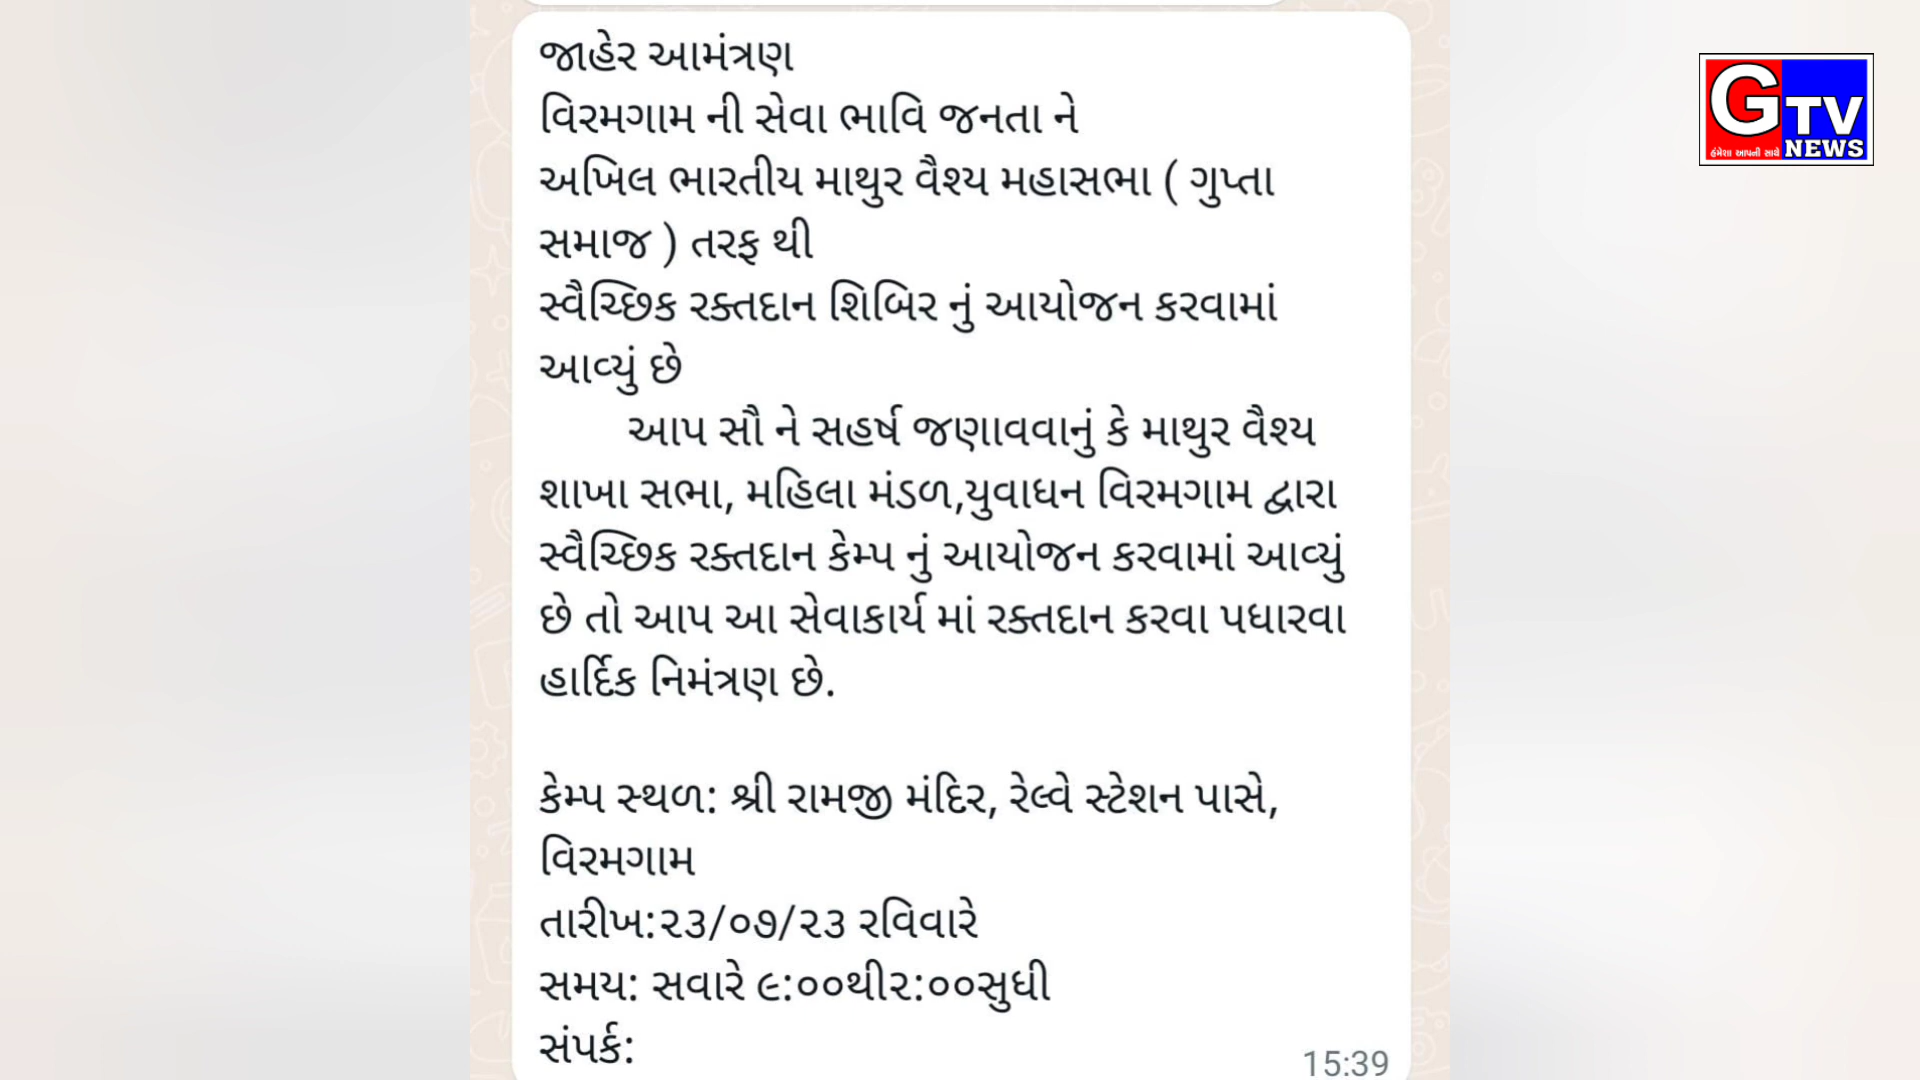 જાહેર આમંત્રણ
વિરમગામ ની સેવા ભાવિ જનતા ને
અખિલ ભારતીય માથુર વૈશ્ય મહાસભા ( ગુપ્તા
સમાજ ) તરફ થી
સ્વૈચ્છિક રક્તદાન શિબિર નું આયોજન કરવામાં
આવ્યું છે
આપ સૌ ને સહર્ષ જણાવવાનું કે માથુર વૈશ્ય
શાખા સભા, મહિલા મંડળ,યુવાધન વિરમગામ દ્વારા
સ્વૈચ્છિક રક્તદાન કેમ્પ નું આયોજન કરવામાં આવ્યું
છે તો આપ આ સેવાકાર્ય માં રક્તદાન કરવા પધારવા
હાર્દિક નિમંત્રણ છે.
કેમ્પ સ્થળ: શ્રી રામજી મંદિર, રેલ્વે સ્ટેશન પાસે,
વિરમગામ
તારીખ:૨૩/૦૭/૨૩ રવિવારે
સમય: સવારે ૯:૦૦થી૨:૦૦સુધી
સંપર્ક:
15:39
GTV
NEWS
હંમેશા આપની સાથે